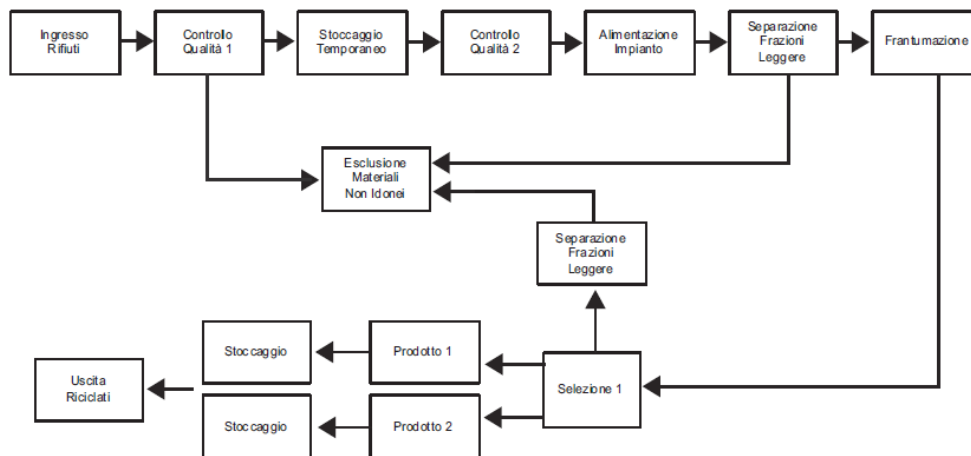 Ingresso
Rifiuti
Controllo
Qualità 1
Stoccaggio
Temporaneo
Controllo
Qualità 2
Alimentazione
Impianto
Separazione
Frazioni
Leggere
Frantumazione
Esclusione
Materiali
Non Idonei
Separazione
Frazioni
Leggere
Stoccaggio
Prodotto 1
Selezione 1
Uscita
Riciclati
Stoccaggio
Prodotto 2